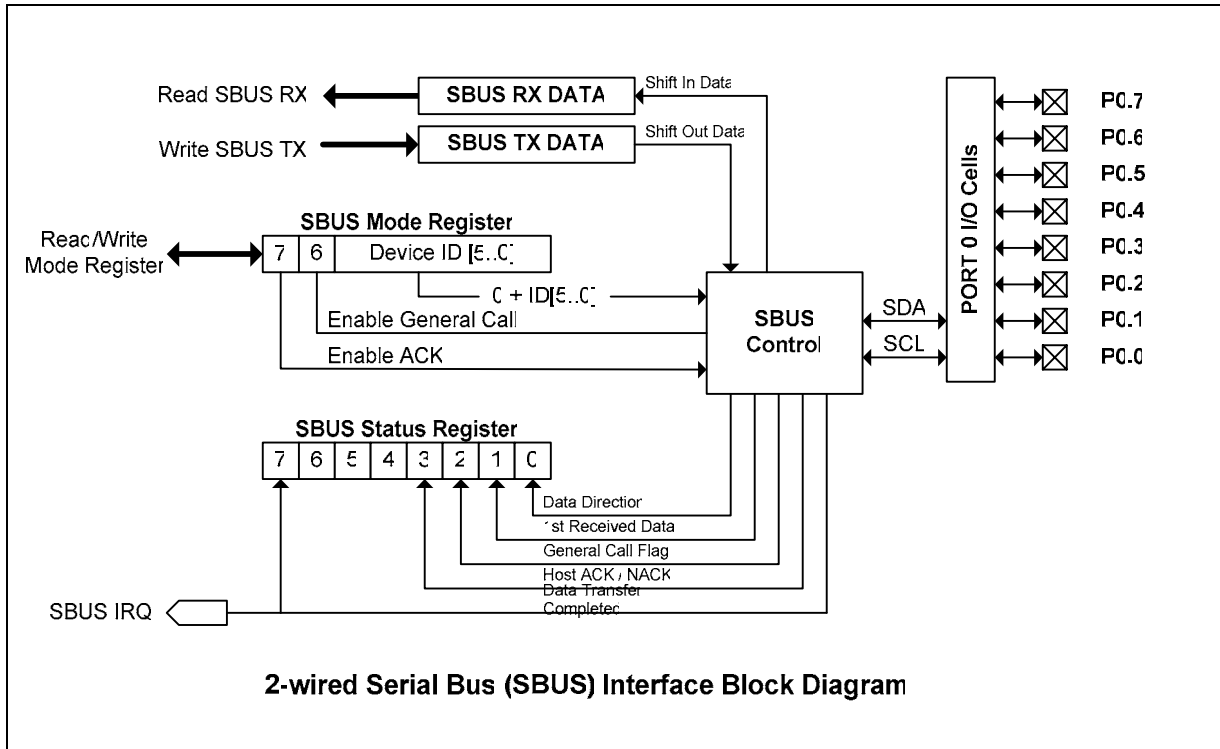 Read SBUS RX
SBUS RX DATA
Shift In Data
Write SBUS TX
SBUS TX DATA
Shift Out Data
SBUS Mode Register
Read/Write
Mode Register
7 6 Device ID [5..0]
0 + ID[5..0]
Enable General Call
Enable ACK
SBUS
Control
SDA
SCL
PORT 0 I/O Cells
P0.7
P0.6
P0.5
P0.4
P0.3
P0.2
P0.1
P0.0
SBUS Status Register
7 6 5 4 3 2 1 0
Data Direction
1st Received Data
General Call Flag
Host ACK / NACK
Data Transfer
Completed
SBUS IRQ
2-wired Serial Bus (SBUS) Interface Block Diagram